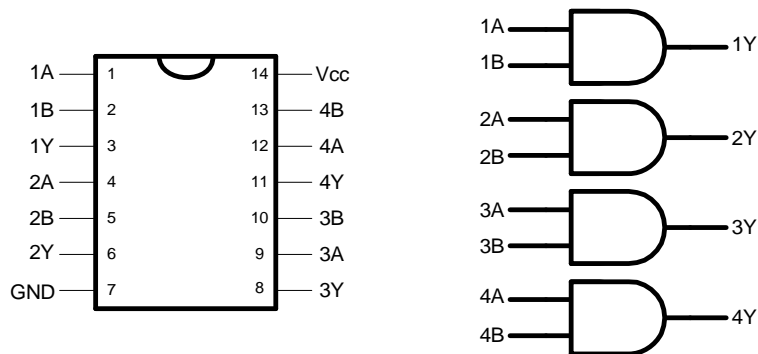 1A 1 14 Vcc
1B 2 13 4B
1Y 3 12 4A
2A 4 11 4Y
2B 5 10 3B
2Y 6 9 3A
GND 7 8 3Y
1A
1B
1Y
2A
2B
2Y
3A
3B
3Y
4A
4B
4Y